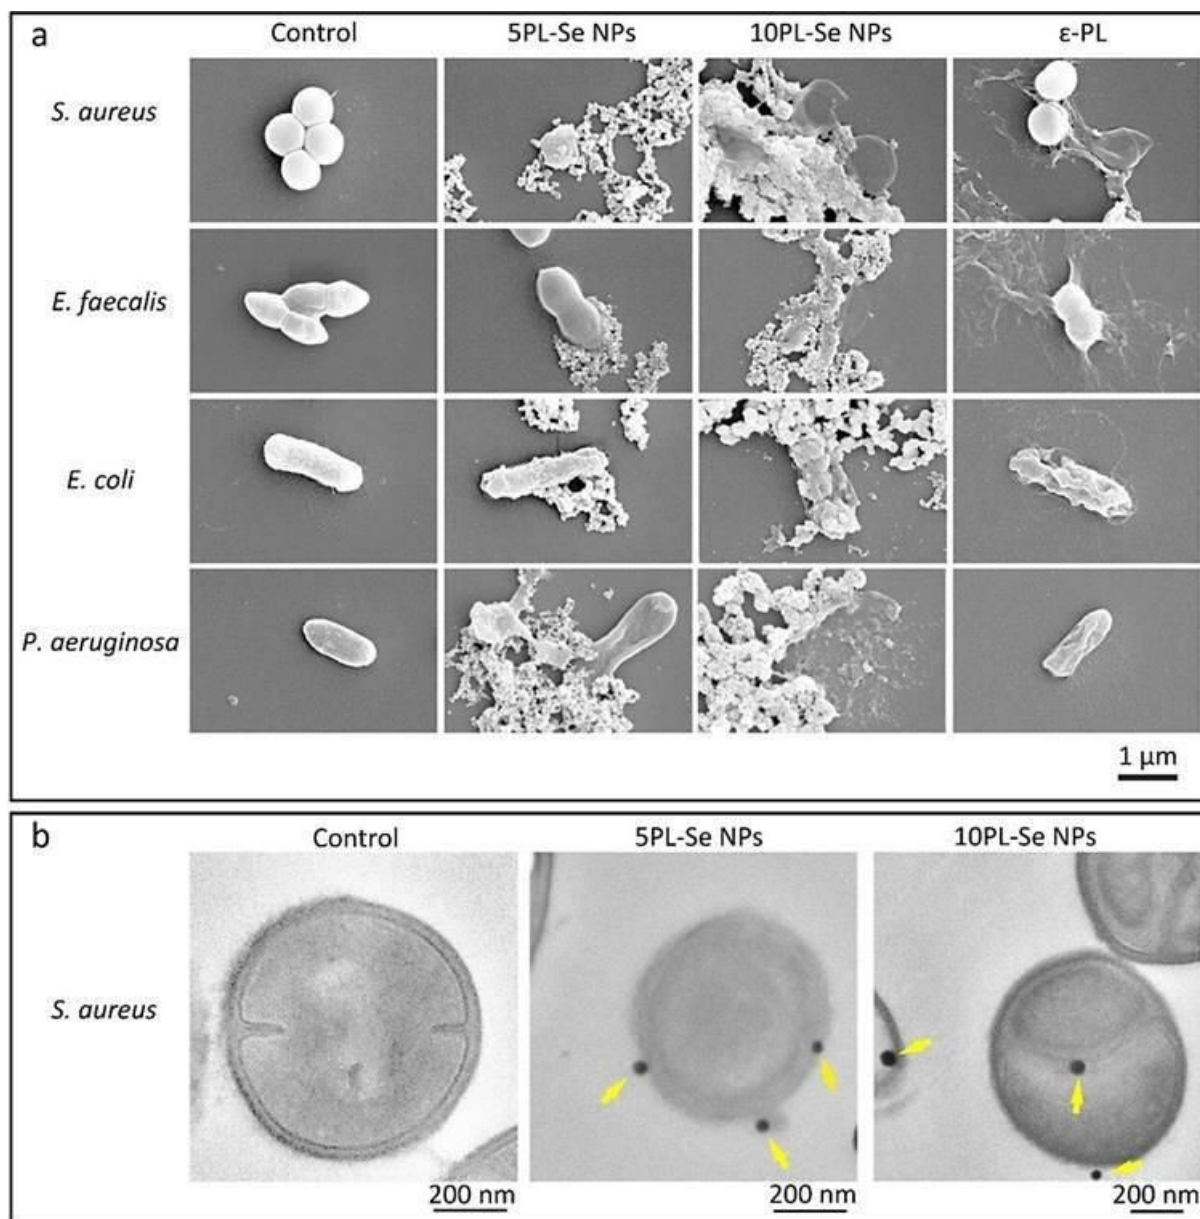 a
Control 5PL-Se NPs 10PL-Se NPs ε-PL
S. aureus
E. faecalis
E. coli
P. aeruginosa
1 μm
b
Control 5PL-Se NPs 10PL-Se NPs
S. aureus
200 nm 200 nm 200 nm